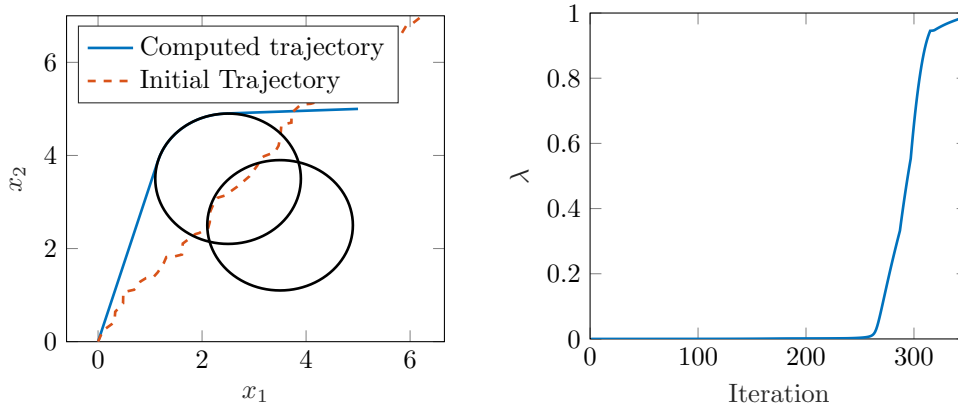 Computed trajectory
Initial Trajectory
6
4
2
0
x₂
0 2 4 6
x₁
1
0.8
0.6
0.4
0.2
0
λ
0 100 200 300
Iteration